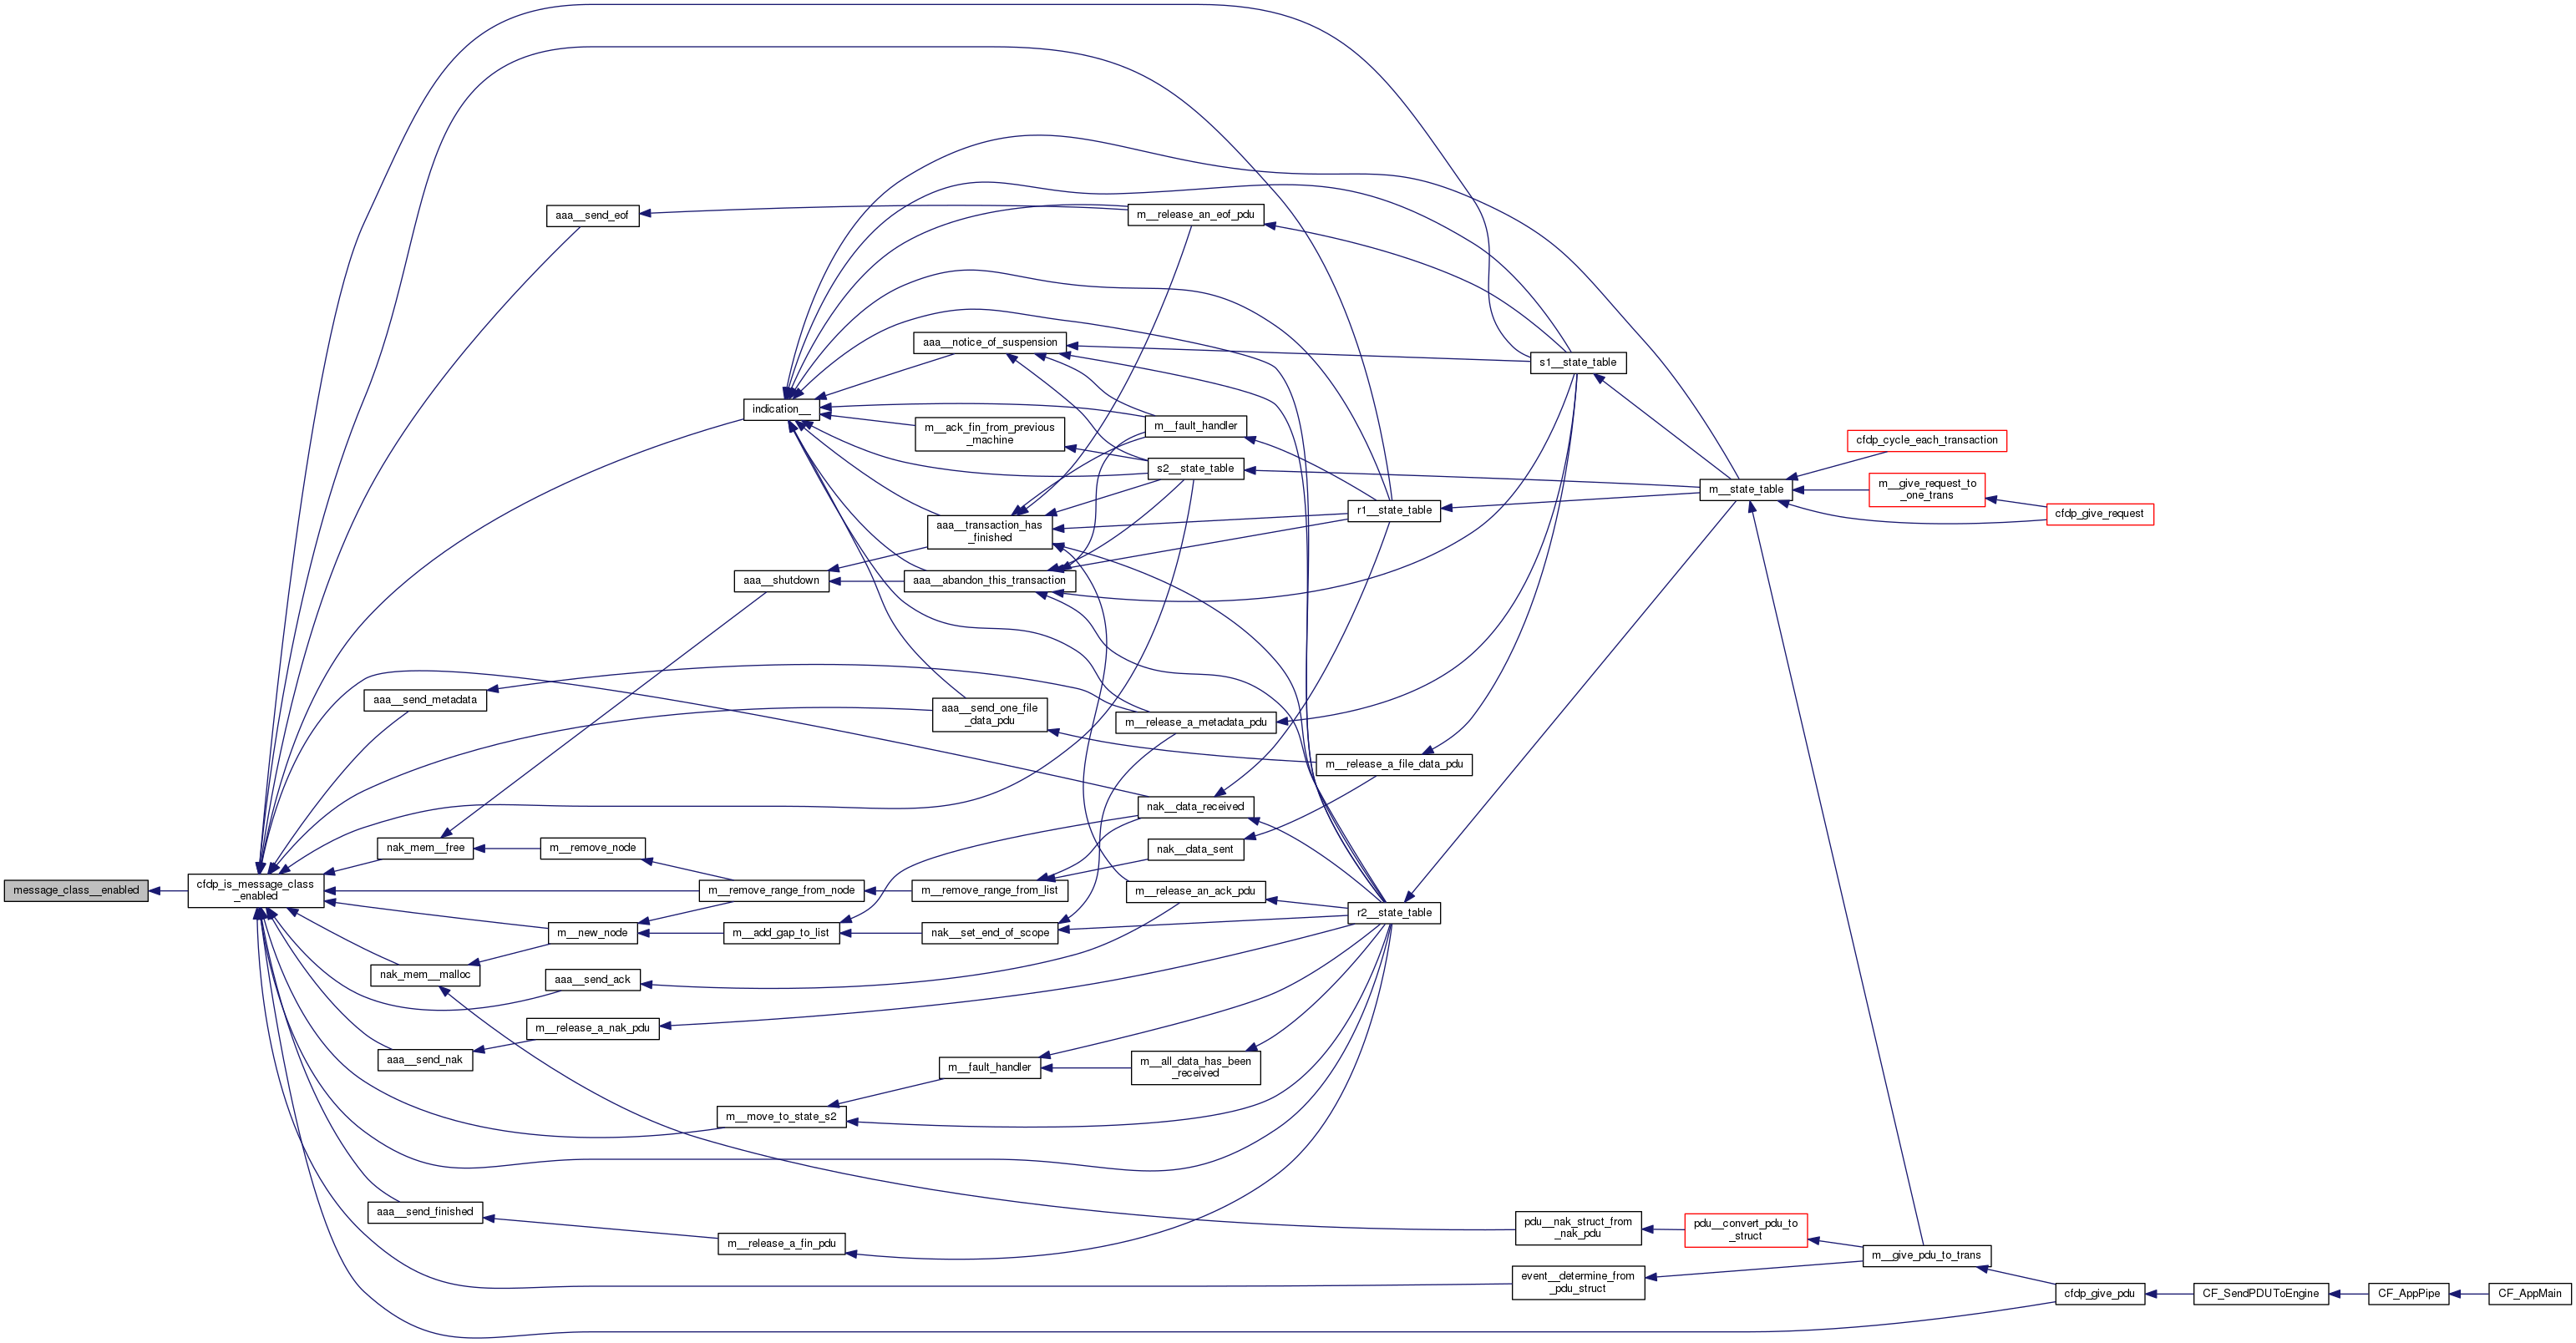 message_class__enabled
cfdp_is_message_class
_enabled
aaa__send_eof
aaa__send_metadata
nak_mem__free
nak_mem__malloc
m__remove_node
m__new_node
aaa__send_ack
m__release_a_nak_pdu
aaa__send_nak
aaa__send_finished
indication__
aaa__shutdown
m__remove_range_from_node
m__add_gap_to_list
m__move_to_state_s2
m__release_a_fin_pdu
aaa__notice_of_suspension
m__ack_fin_from_previous
_machine
aaa__transaction_has
_finished
aaa__abandon_this_transaction
aaa__send_one_file
_data_pdu
m__remove_range_from_list
nak__set_end_of_scope
m__fault_handler
m__release_an_eof_pdu
m__fault_handler
s2__state_table
m__release_a_metadata_pdu
nak__data_received
nak__data_sent
m__release_an_ack_pdu
m__all_data_has_been
_received
r1__state_table
m__release_a_file_data_pdu
r2__state_table
s1__state_table
pdu__nak_struct_from
_nak_pdu
event__determine_from
_pdu_struct
m__state_table
pdu__convert_pdu_to
_struct
cfdp_cycle_each_transaction
m__give_request_to
_one_trans
m__give_pdu_to_trans
cfdp_give_request
cfdp_give_pdu
CF_SendPDUToEngine
CF_AppPipe
CF_AppMain